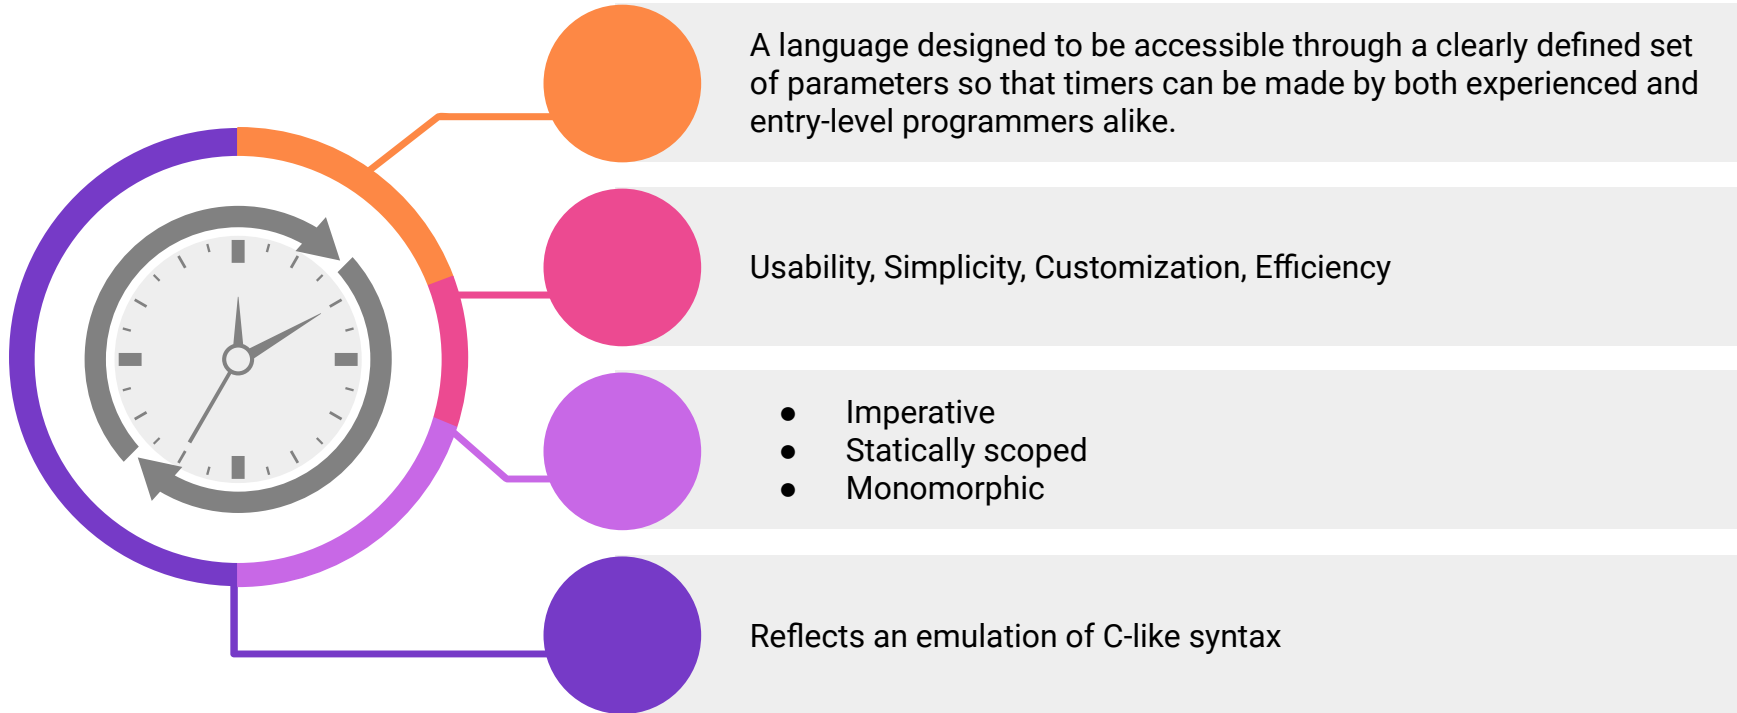 A language designed to be accessible through a clearly defined set
of parameters so that timers can be made by both experienced and
entry-level programmers alike.
Usability, Simplicity, Customization, Efficiency
● Imperative
● Statically scoped
● Monomorphic
Reflects an emulation of C-like syntax